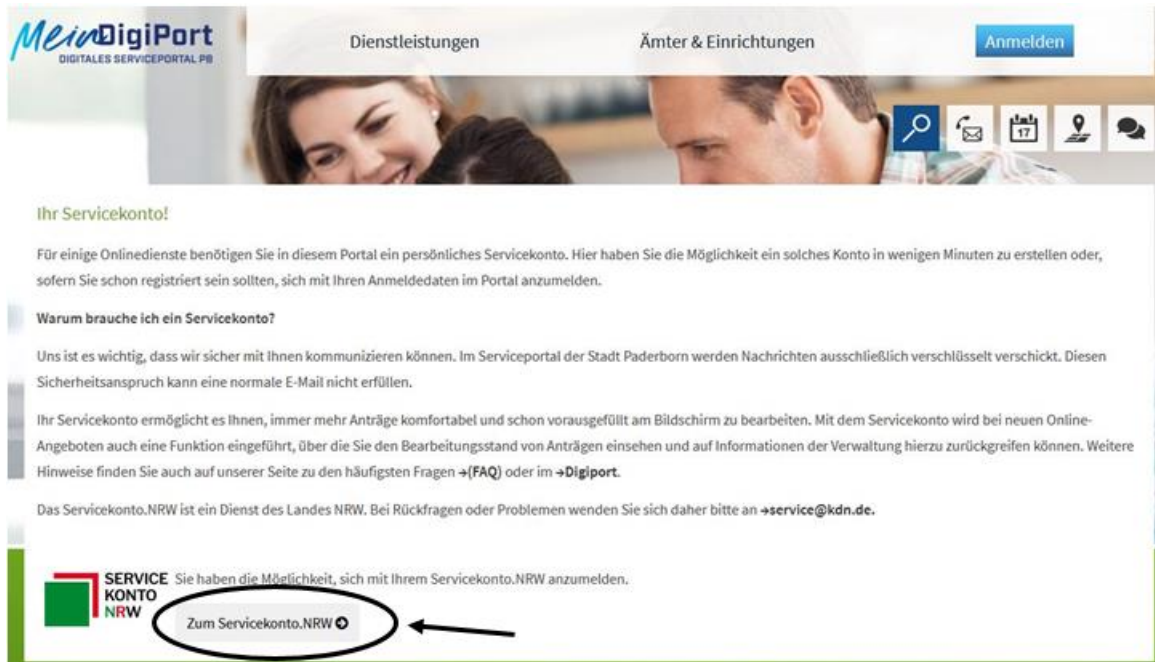 MeinDigiPort
DIGITALES SERVICEPORTAL PB
Dienstleistungen
Ämter & Einrichtungen
Anmelden
17
Ihr Servicekonto!
Für einige Onlinedienste benötigen Sie in diesem Portal ein persönliches Servicekonto. Hier haben Sie die Möglichkeit ein solches Konto in wenigen Minuten zu erstellen oder,
sofern Sie schon registriert sein sollten, sich mit Ihren Anmeldedaten im Portal anzumelden.
Warum brauche ich ein Servicekonto?
Uns ist es wichtig, dass wir sicher mit Ihnen kommunizieren können. Im Serviceportal der Stadt Paderborn werden Nachrichten ausschließlich verschlüsselt verschickt. Diesen
Sicherheitsanspruch kann eine normale E-Mail nicht erfüllen.
Ihr Servicekonto ermöglicht es Ihnen, immer mehr Anträge komfortabel und schon vorausgefüllt am Bildschirm zu bearbeiten. Mit dem Servicekonto wird bei neuen Online-
Angeboten auch eine Funktion eingeführt, über die Sie den Bearbeitungsstand von Anträgen einsehen und auf Informationen der Verwaltung hierzu zurückgreifen können. Weitere
Hinweise finden Sie auch auf unserer Seite zu den häufigsten Fragen →(FAQ) oder im →Digiport.
Das Servicekonto.NRW ist ein Dienst des Landes NRW. Bei Rückfragen oder Problemen wenden Sie sich daher bitte an →service@kdn.de.
SERVICE
KONTO
NRW
Sie haben die Möglichkeit, sich mit Ihrem Servicekonto.NRW anzumelden.
Zum Servicekonto.NRW